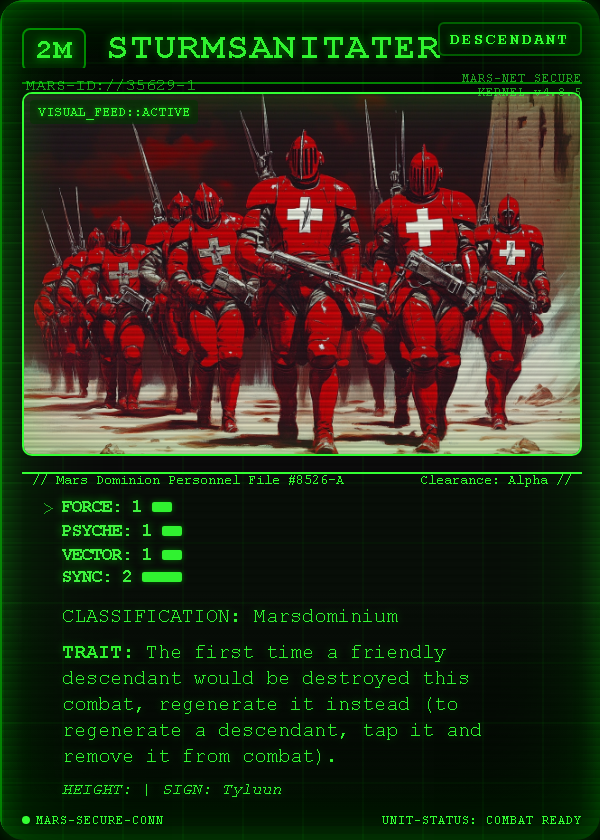 2M STURMSANITATER DESCENDANT
MARS-ID://35629-1
MARS-NET SECURE
KERNEL v4.8.5
VISUAL_FEED::ACTIVE
// Mars Dominion Personnel File #8526-A Clearance: Alpha //
> FORCE: 1
PSYCHE: 1
VECTOR: 1
SYNC: 2
CLASSIFICATION: Marsdominium
TRAIT: The first time a friendly
descendant would be destroyed this
combat, regenerate it instead (to
regenerate a descendant, tap it and
remove it from combat).
HEIGHT: | SIGN: Tyluun
MARS-SECURE-CONN UNIT-STATUS: COMBAT READY